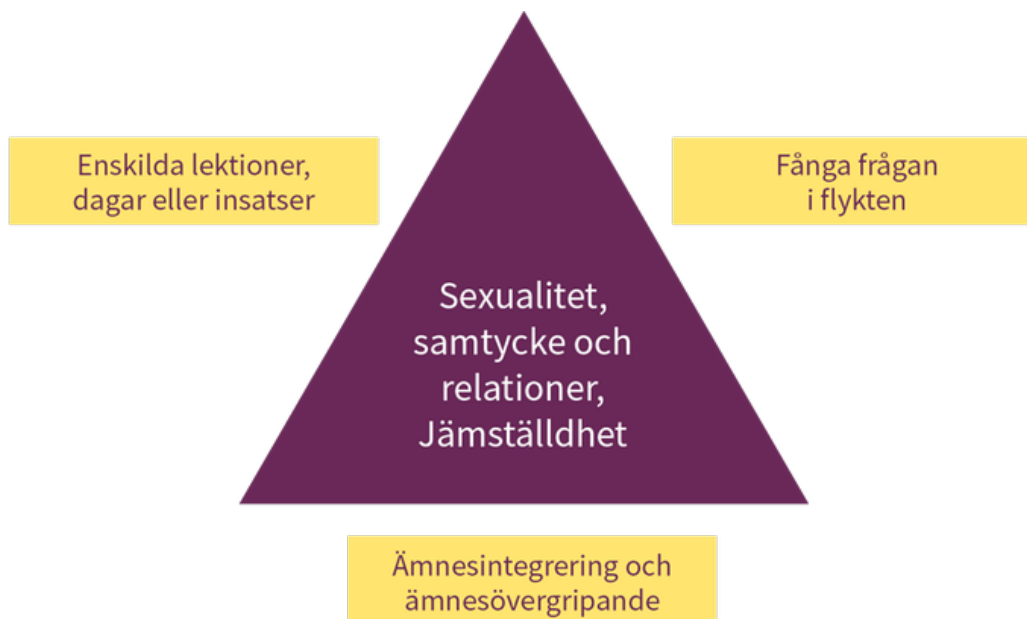 Enskilda lektioner,
dagar eller insatser
Fånga frågan
i flykten
Sexualitet,
samtycke och
relationer,
Jämställdhet
Ämnesintegrering och
ämnesövergripande